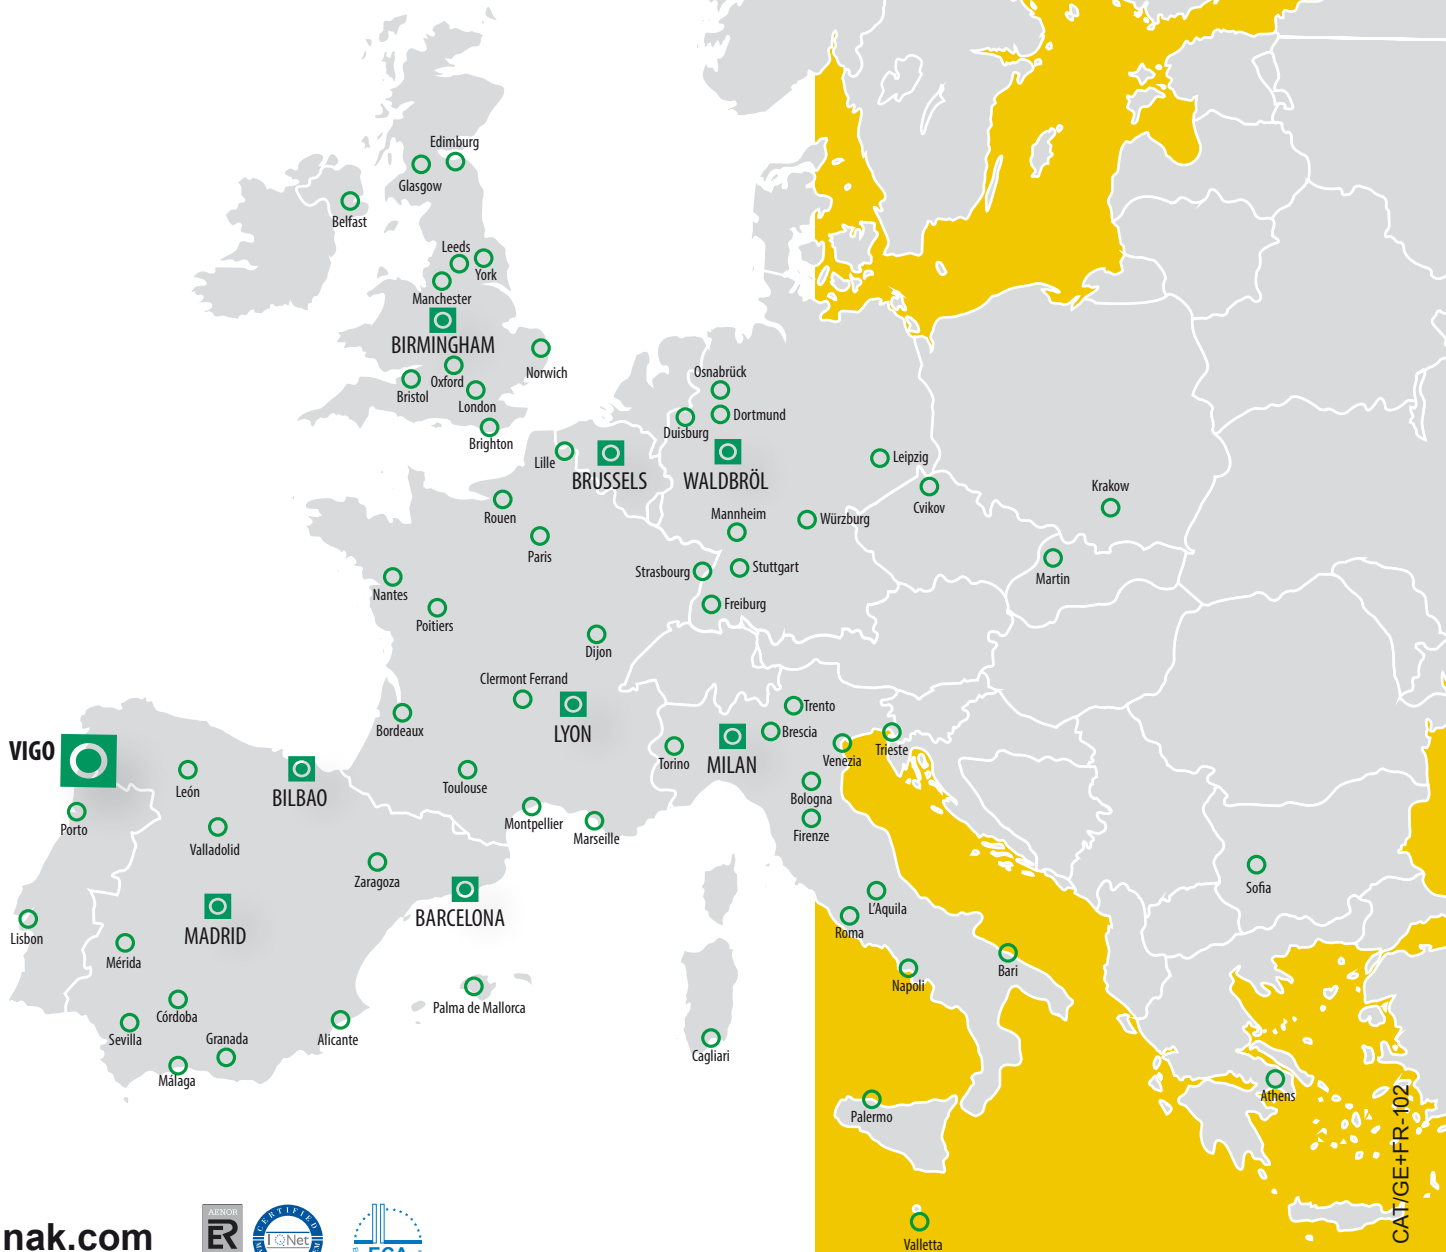 Edimburg
Glasgow
Belfast
Leeds
York
Manchester
BIRMINGHAM
Norwich
Oxford
Bristol
London
Brighton
Osnabrück
Dortmund
Duisburg
Lille
BRUSSELS
WALDBRÖL
Leipzig
Cvikov
Krakow
Rouen
Mannheim
Würzburg
Paris
Strasbourg
Stuttgart
Martin
Nantes
Freiburg
Poitiers
Dijon
Clermont Ferrand
Trento
Bordeaux
LYON
Brescia
Trieste
VIGO
Torino
MILAN
Venezia
León
BILBAO
Toulouse
Bologna
Porto
Montpellier
Marseille
Firenze
Valladolid
Zaragoza
Sofia
BARCELONA
L'Aquila
Lisbon
MADRID
Roma
Mérida
Bari
Napoli
Palma de Mallorca
Córdoba
Sevilla
Granada
Alicante
Málaga
Cagliari
Athens
Palermo
CAT/GE+FR-102
Valletta
nak.com
AENOR
ER
CERTIFIED
IQNet